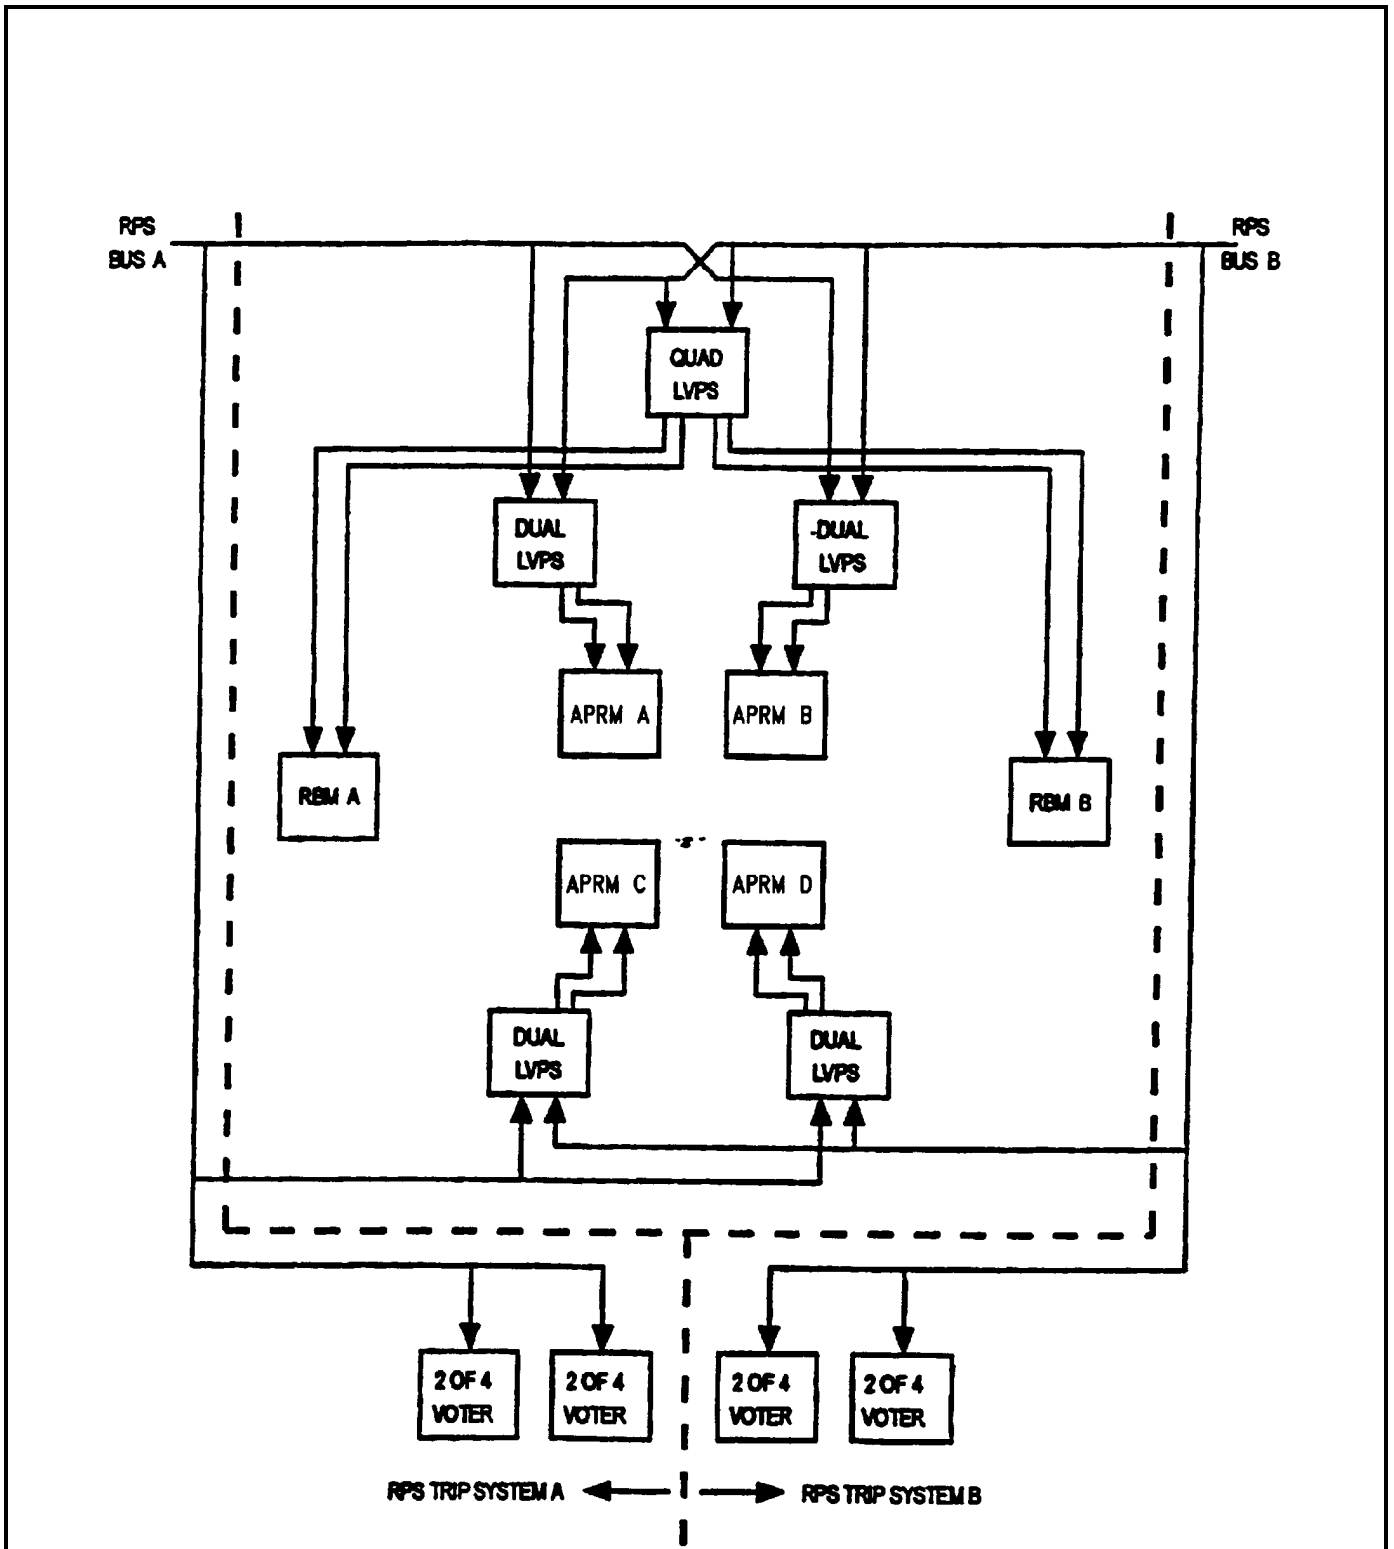 RPS
BUS A
RPS
BUS B
QUAD
LVPS
DUAL
LVPS
-DUAL
LVPS
APRM A
APRM B
RBM A
RBM B
APRM C
APRM D
DUAL
LVPS
DUAL
LVPS
2 OF 4
VOTER
2 OF 4
VOTER
2 OF 4
VOTER
2 OF 4
VOTER
RPS TRIP SYSTEM A
RPS TRIP SYSTEM B